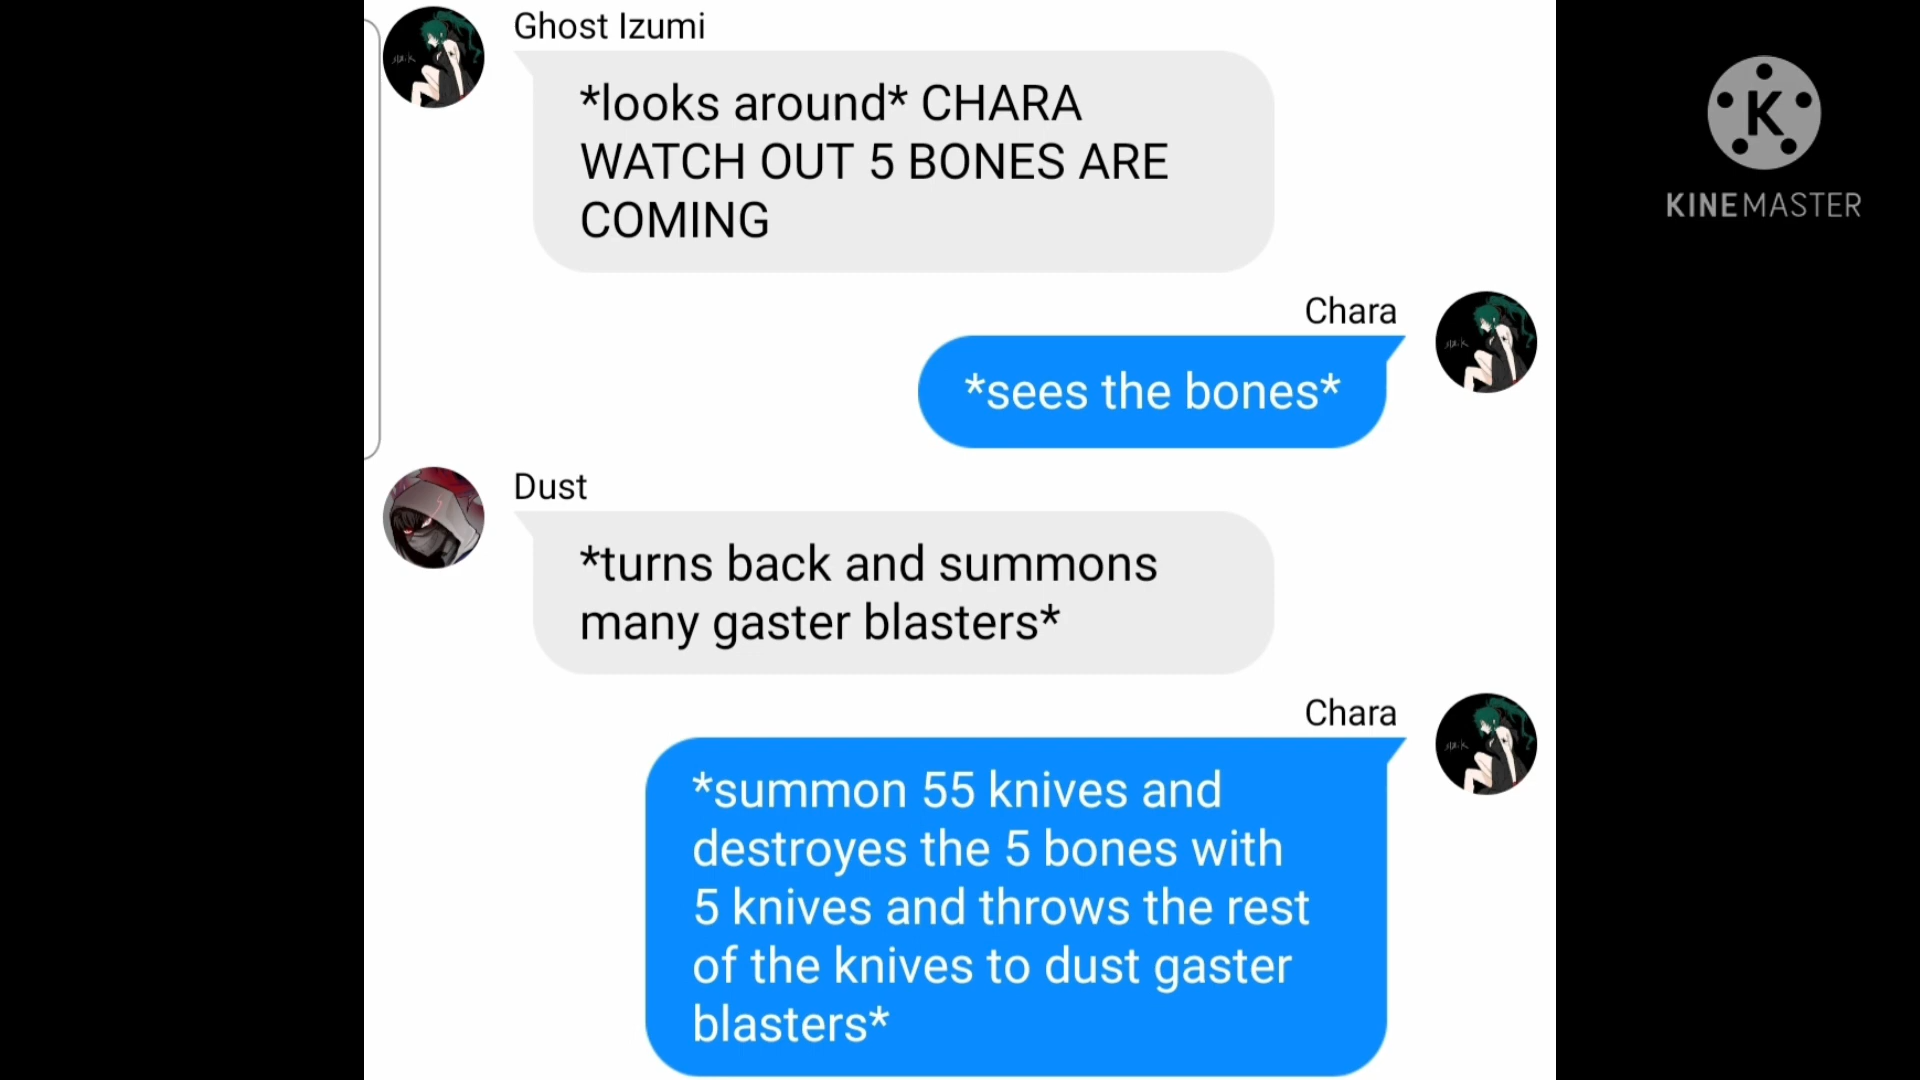 Ghost Izumi
*looks around* CHARA
WATCH OUT 5 BONES ARE
COMING
K
KINEMASTER
Chara
*sees the bones*
Dust
*turns back and summons
many gaster blasters*
Chara
*summon 55 knives and
destroyes the 5 bones with
5 knives and throws the rest
of the knives to dust gaster
blasters*